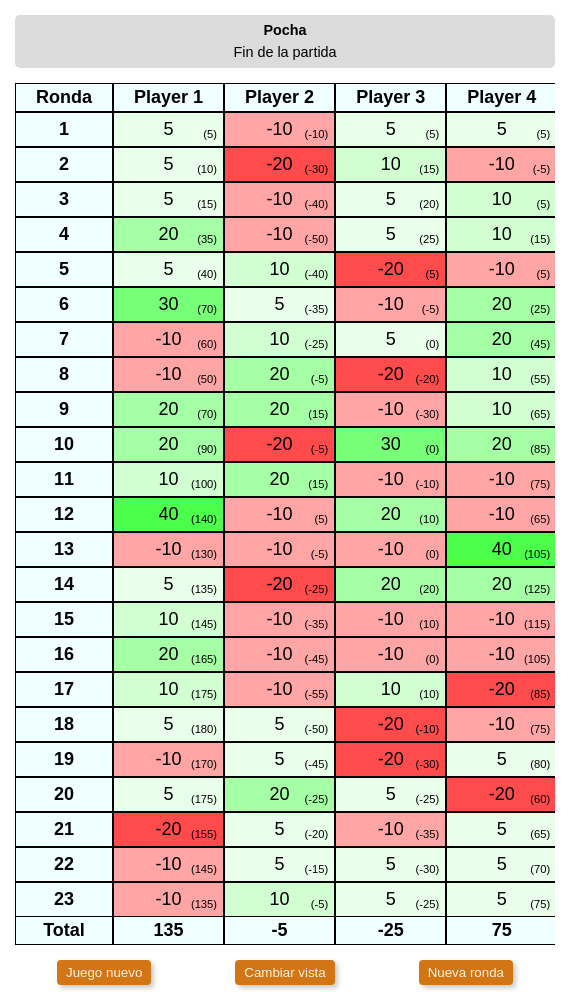 Pocha
Fin de la partida
Ronda Player 1 Player 2 Player 3 Player 4
1 5 (5) -10 (-10) 5 (5) 5 (5)
2 5 (10) -20 (-30) 10 (15) -10 (-5)
3 5 (15) -10 (-40) 5 (20) 10 (5)
4 20 (35) -10 (-50) 5 (25) 10 (15)
5 5 (40) 10 (-40) -20 (5) -10 (5)
6 30 (70) 5 (-35) -10 (-5) 20 (25)
7 -10 (60) 10 (-25) 5 (0) 20 (45)
8 -10 (50) 20 (-5) -20 (-20) 10 (55)
9 20 (70) 20 (15) -10 (-30) 10 (65)
10 20 (90) -20 (-5) 30 (0) 20 (85)
11 10 (100) 20 (15) -10 (-10) -10 (75)
12 40 (140) -10 (5) 20 (10) -10 (65)
13 -10 (130) -10 (-5) -10 (0) 40 (105)
14 5 (135) -20 (-25) 20 (20) 20 (125)
15 10 (145) -10 (-35) -10 (10) -10 (115)
16 20 (165) -10 (-45) -10 (0) -10 (105)
17 10 (175) -10 (-55) 10 (10) -20 (85)
18 5 (180) 5 (-50) -20 (-10) -10 (75)
19 -10 (170) 5 (-45) -20 (-30) 5 (80)
20 5 (175) 20 (-25) 5 (-25) -20 (60)
21 -20 (155) 5 (-20) -10 (-35) 5 (65)
22 -10 (145) 5 (-15) 5 (-30) 5 (70)
23 -10 (135) 10 (-5) 5 (-25) 5 (75)
Total 135 -5 -25 75
Juego nuevo Cambiar vista Nueva ronda